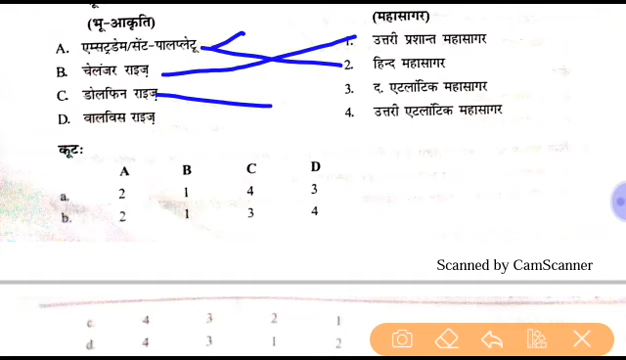 (भू-आकृति) (महासागर)
A. एम्सट्रडेम/सेंट-पालप्लेटू 1. उत्तरी प्रशान्त महासागर
B. चेलंजर राइज़ 2. हिन्द महासागर
C. डोलफिन राइज़ 3. द. एटलांटिक महासागर
D. वालविस राइज़ 4. उत्तरी एटलांटिक महासागर
कूटः
A B C D
a. 2 1 4 3
b. 2 1 3 4
Scanned by CamScanner
c. 4 3 2 1
d. 4 3 1 2